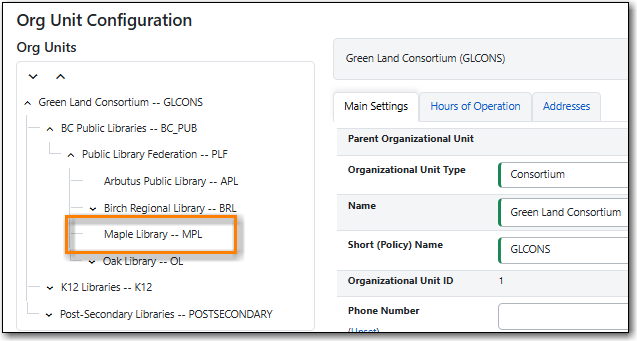 Org Unit Configuration
Org Units
Green Land Consortium -- GLCONS
BC Public Libraries -- BC_PUB
Public Library Federation -- PLF
Arbutus Public Library -- APL
Birch Regional Library -- BRL
Maple Library -- MPL
Oak Library -- OL
K12 Libraries -- K12
Post-Secondary Libraries -- POSTSECONDARY
Green Land Consortium (GLCONS)
Main Settings Hours of Operation Addresses
Parent Organizational Unit
Organizational Unit Type Consortium
Name Green Land Consortium
Short (Policy) Name GLCONS
Organizational Unit ID 1
Phone Number
(Unset)